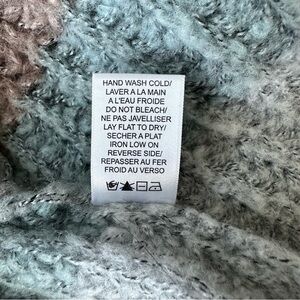 HAND WASH COLD/
LAVER A LA MAIN
A L'EAU FROIDE
DO NOT BLEACH/
NE PAS JAVELLISER
LAY FLAT TO DRY/
SECHER A PLAT
IRON LOW ON
REVERSE SIDE/
REPASSER AU FER
FROID AU VERSO